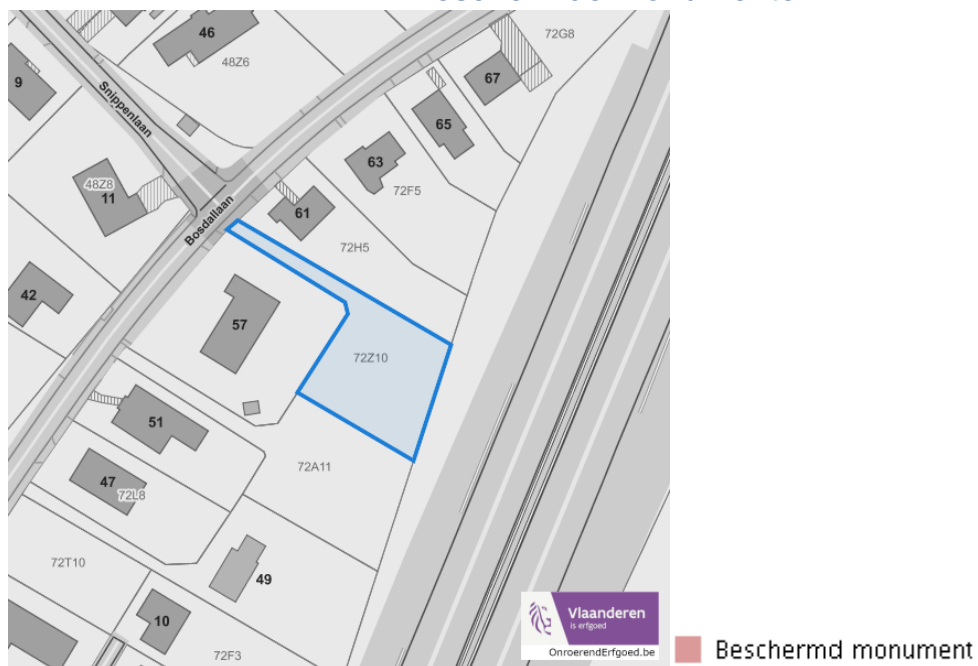 46
48Z6
72G8
9
67
Snippenlaan
65
63
72F5
48Z8
11
61
Bosdallaan
72H5
42
57
72Z10
51
72A11
47
72L8
72T10
49
10
72F3
Vlaanderen
is erfgoed
OnroerendErfgoed.be
Beschermd monument